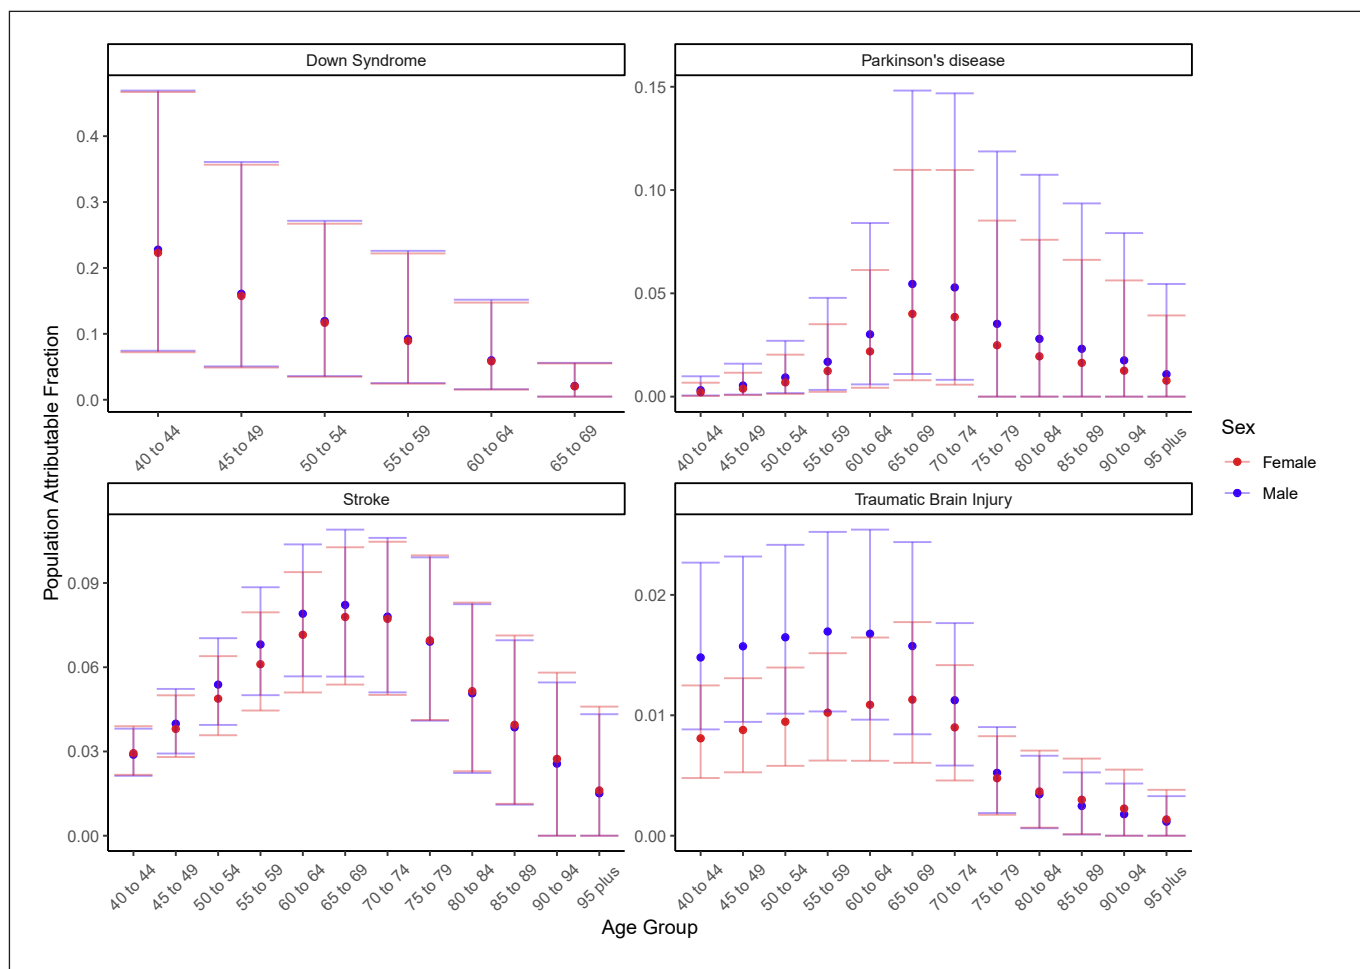 Down Syndrome
Parkinson's disease
0.4
0.3
0.2
0.1
0.0
0.15
0.10
0.05
0.00
40 to 44
45 to 49
50 to 54
55 to 59
60 to 64
65 to 69
40 to 44
45 to 49
50 to 54
55 to 59
60 to 64
65 to 69
70 to 74
75 to 79
80 to 84
85 to 89
90 to 94
95 plus
Population Attributable Fraction
Stroke
Traumatic Brain Injury
0.09
0.06
0.03
0.00
0.02
0.01
0.00
40 to 44
45 to 49
50 to 54
55 to 59
60 to 64
65 to 69
70 to 74
75 to 79
80 to 84
85 to 89
90 to 94
95 plus
40 to 44
45 to 49
50 to 54
55 to 59
60 to 64
65 to 69
70 to 74
75 to 79
80 to 84
85 to 89
90 to 94
95 plus
Age Group
Sex
Female
Male